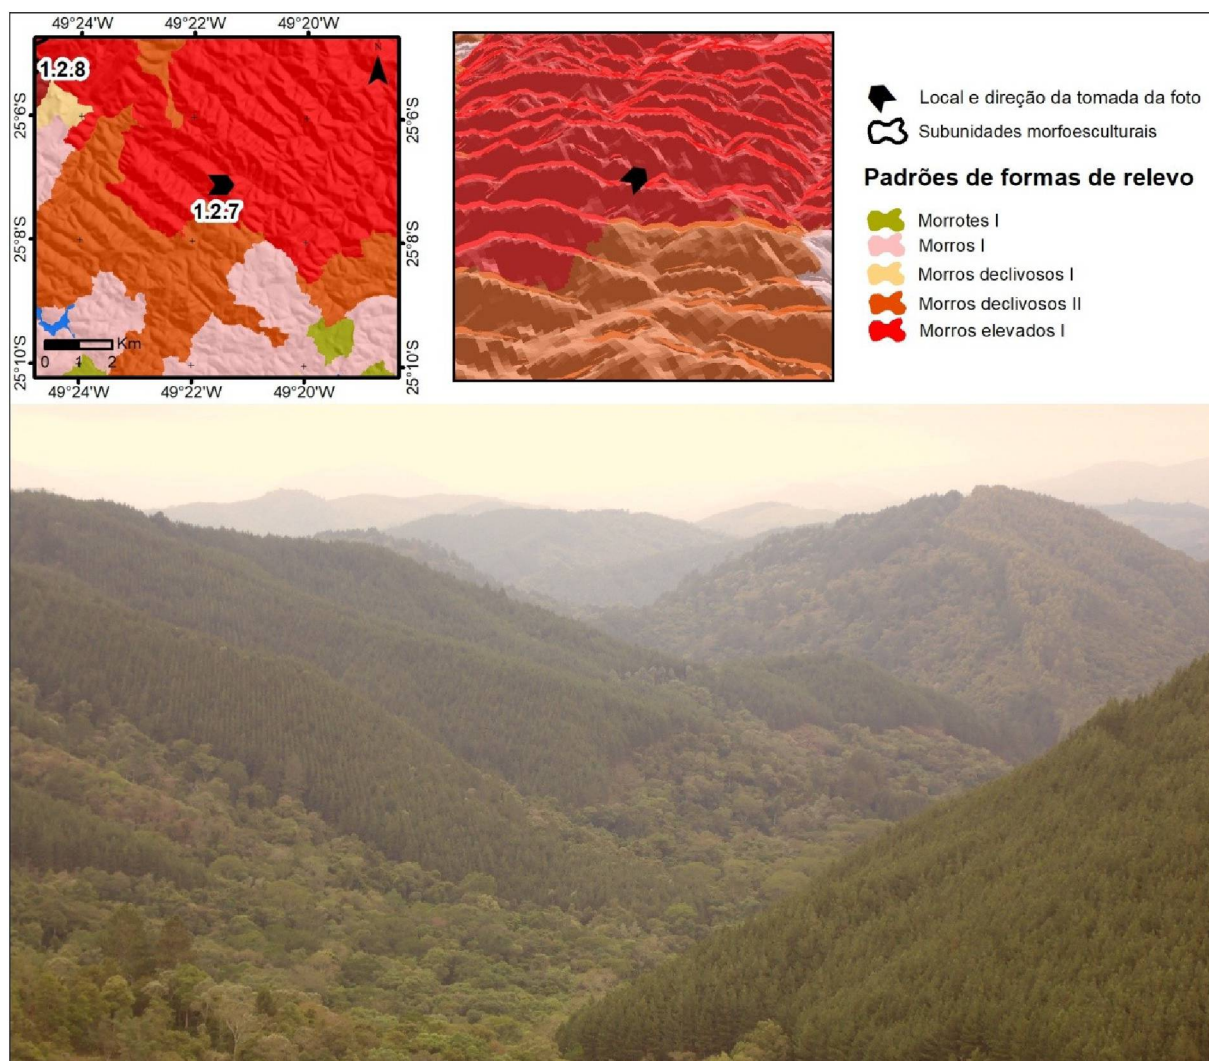 49°24'W 49°22'W 49°20'W
1.2.8
25°6'S
25°6'S
1.2.7
25°8'S
25°8'S
Km
0 1 2
25°10'S
25°10'S
49°24'W 49°22'W 49°20'W
N
Local e direção da tomada da foto
Subunidades morfoesculturais
Padrões de formas de relevo
Morrotes I
Morros I
Morros declivosos I
Morros declivosos II
Morros elevados I